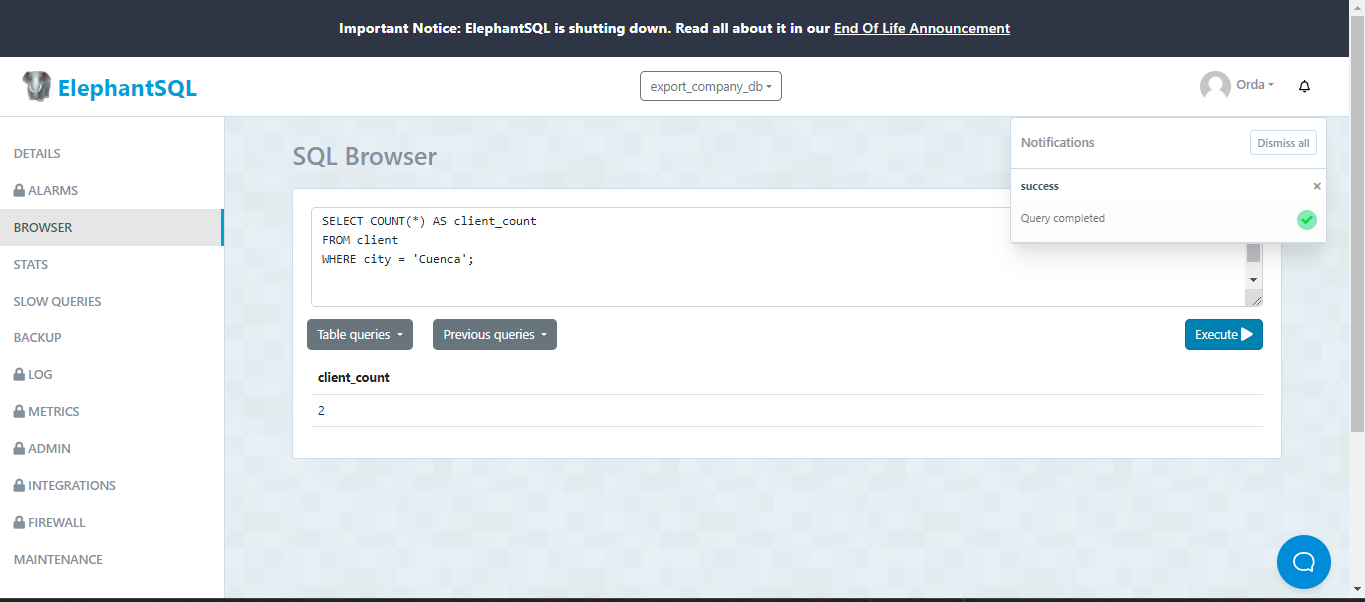 Important Notice: ElephantSQL is shutting down. Read all about it in our End Of Life Announcement
ElephantSQL
export_company_db
Orda
DETAILS
ALARMS
BROWSER
STATS
SLOW QUERIES
BACKUP
LOG
METRICS
ADMIN
INTEGRATIONS
FIREWALL
MAINTENANCE
SQL Browser
Notifications
Dismiss all
success
×
Query completed
SELECT COUNT(*) AS client_count
FROM client
WHERE city = 'Cuenca';
Table queries
Previous queries
Execute
client_count
2